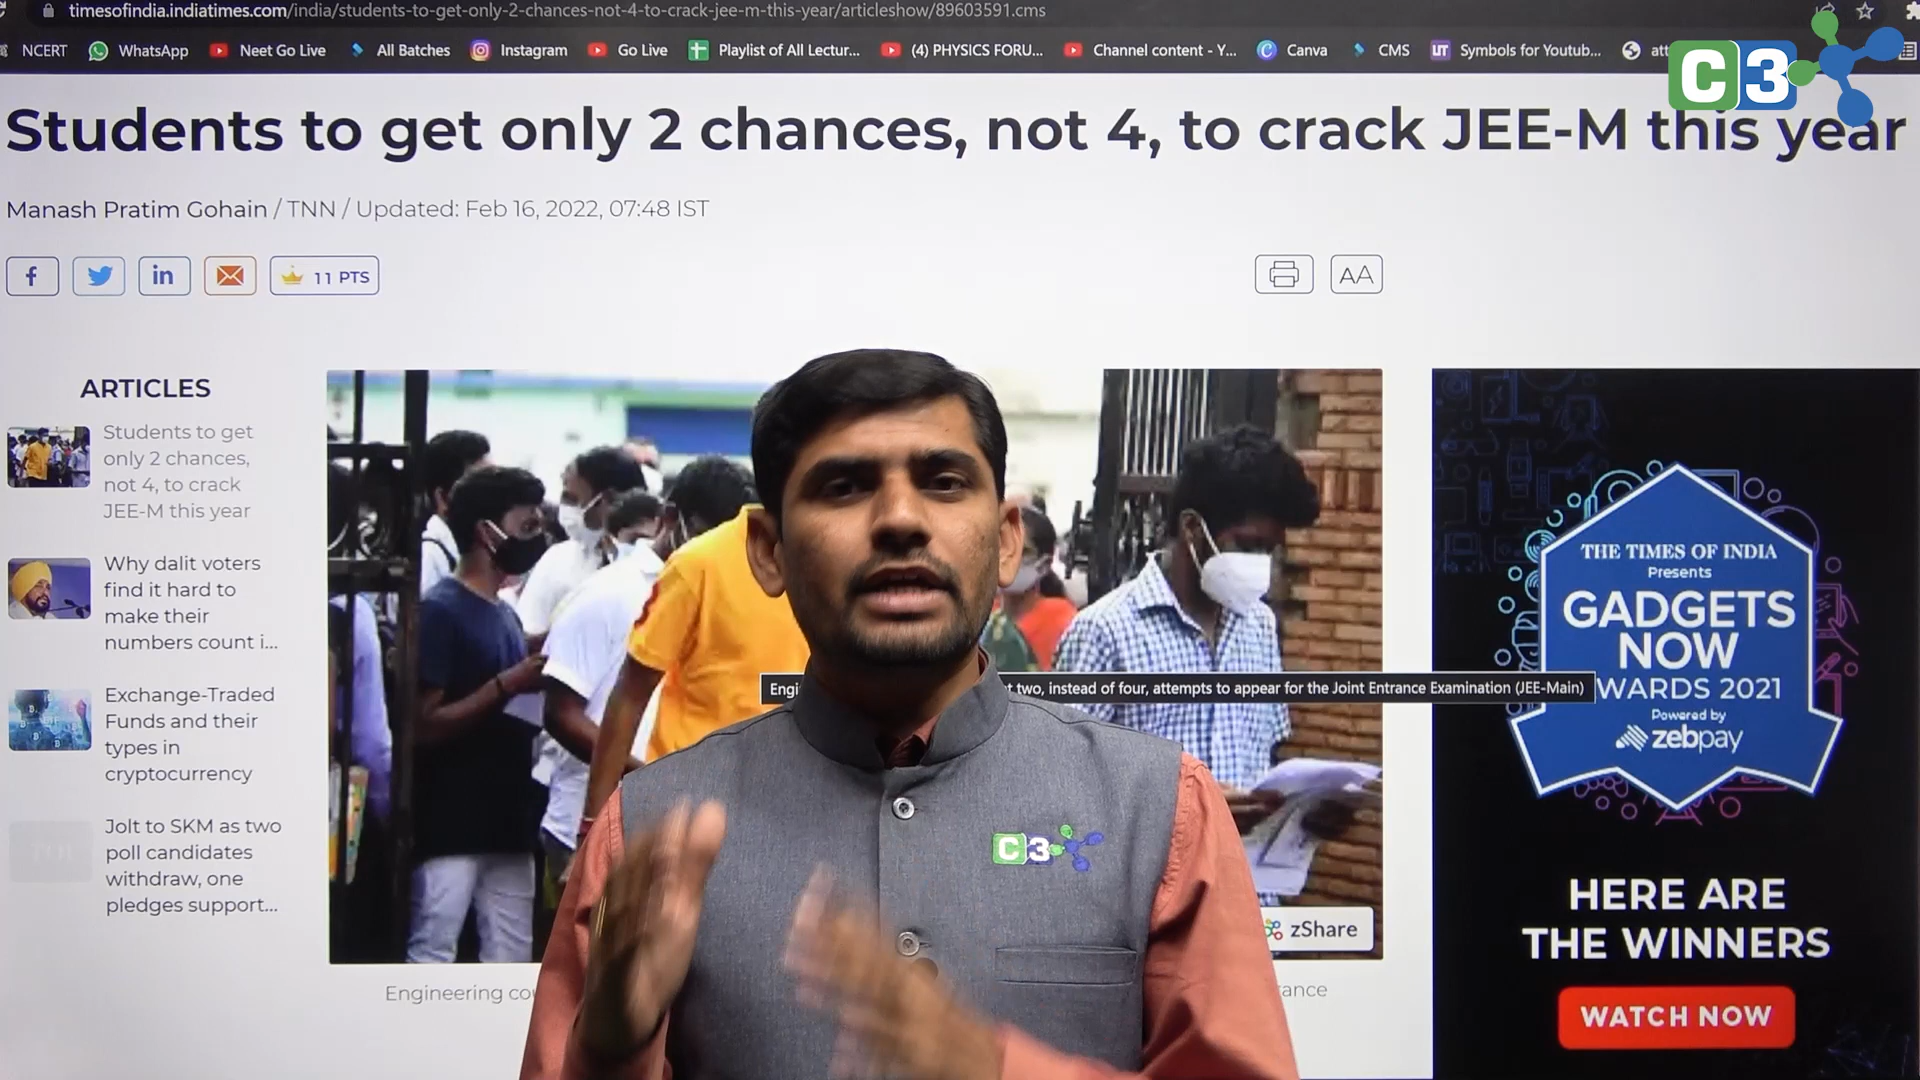 timesofindia.indiatimes.com/india/students-to-get-only-2-chances-not-4-to-crack-jee-m-this-year/articleshow/89603591.cms
NCERT WhatsApp Neet Go Live All Batches Instagram Go Live Playlist of All Lectur... (4) PHYSICS FORU... Channel content - Y... Canva CMS UT Symbols for Youtub... att
C3
Students to get only 2 chances, not 4, to crack JEE-M this year
Manash Pratim Gohain / TNN / Updated: Feb 16, 2022, 07:48 IST
f in 11 PTS AA
ARTICLES
Students to get
only 2 chances,
not 4, to crack
JEE-M this year
Why dalit voters
find it hard to
make their
numbers count i...
Exchange-Traded
Funds and their
types in
cryptocurrency
Jolt to SKM as two
poll candidates
withdraw, one
pledges support...
Engi
t two, instead of four, attempts to appear for the Joint Entrance Examination (JEE-Main)
C3
zShare
Engineering co
ance
THE TIMES OF INDIA
Presents
GADGETS
NOW
WARDS 2021
Powered by
zebpay
HERE ARE
THE WINNERS
WATCH NOW